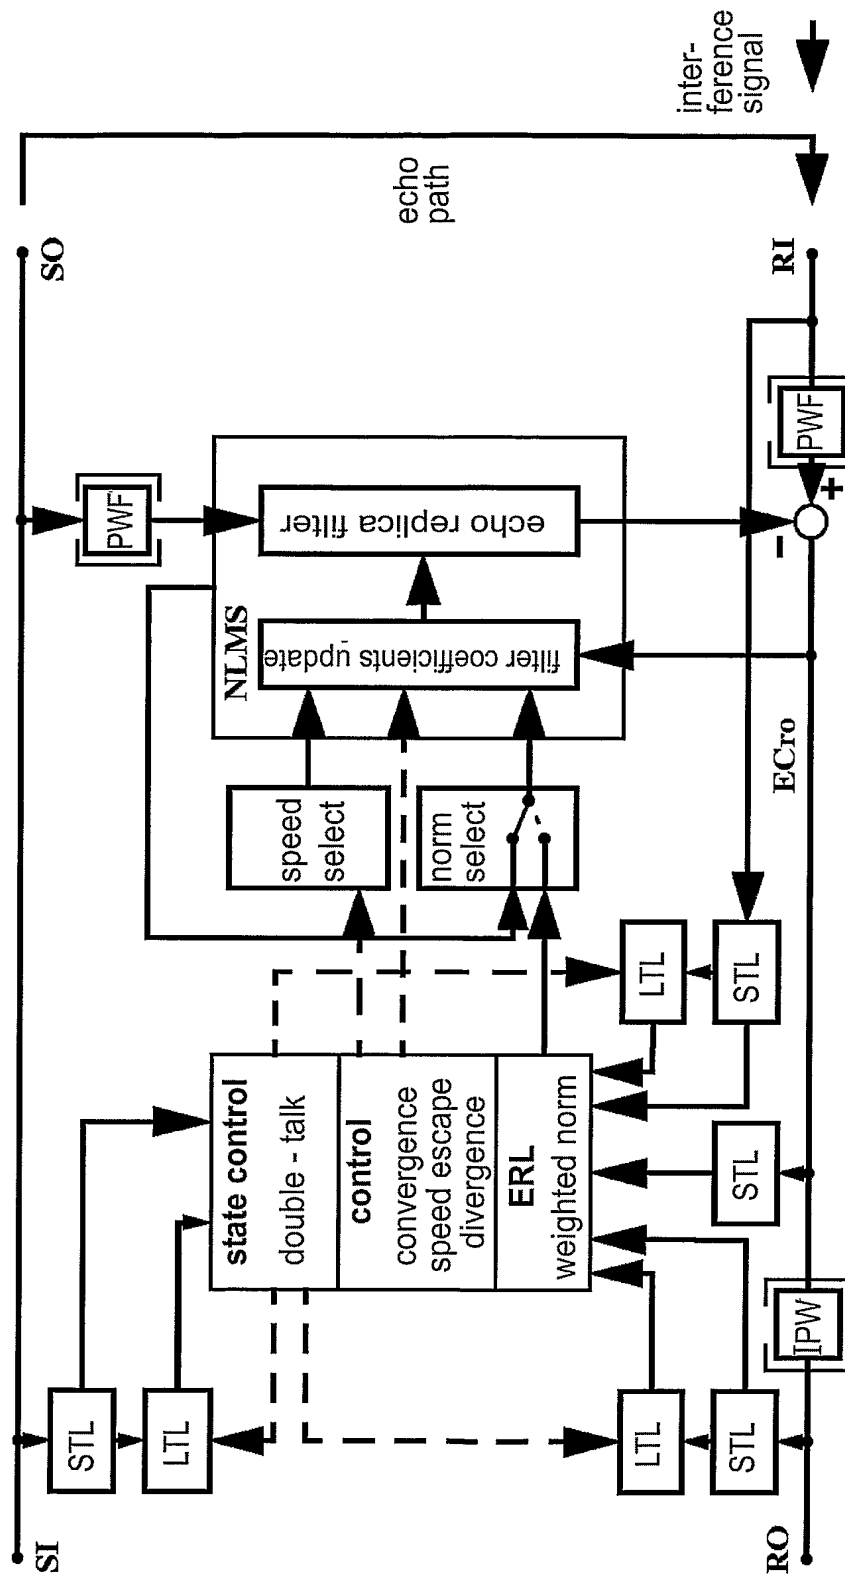 SI
SO
STL
LTL
state control
double - talk
control
convergence
speed escape
divergence
ERL
weighted norm
speed
select
norm
select
NLMS
filter coefficients update
echo replica filter
PWF
echo
path
inter-
ference
signal
LTL
STL
STL
LTL
STL
IPW
ECro
-
+
PWF
RO
RI